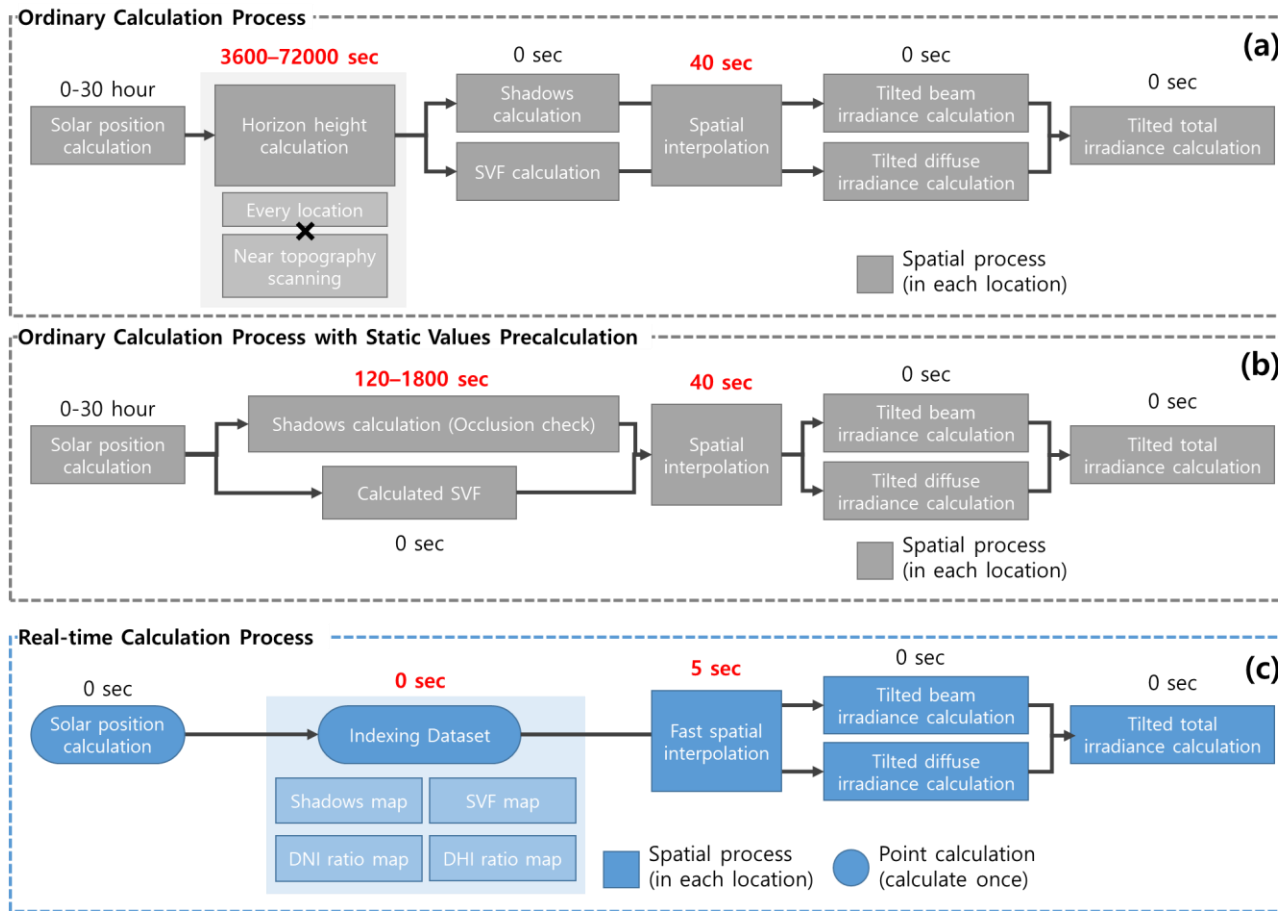 Ordinary Calculation Process
(a)
3600–72000 sec
0 sec
40 sec
0 sec
0-30 hour
0 sec
Solar position
calculation
Horizon height
calculation
Shadows
calculation
SVF calculation
Spatial
interpolation
Tilted beam
irradiance calculation
Tilted diffuse
irradiance calculation
Tilted total
irradiance calculation
Every location
Near topography
scanning
Spatial process
(in each location)
Ordinary Calculation Process with Static Values Precalculation
(b)
120–1800 sec
40 sec
0 sec
0-30 hour
0 sec
Solar position
calculation
Shadows calculation (Occlusion check)
Calculated SVF
0 sec
Spatial
interpolation
Tilted beam
irradiance calculation
Tilted diffuse
irradiance calculation
Tilted total
irradiance calculation
Spatial process
(in each location)
Real-time Calculation Process
(c)
0 sec
0 sec
5 sec
0 sec
0 sec
Solar position
calculation
Indexing Dataset
Shadows map
SVF map
DNI ratio map
DHI ratio map
Fast spatial
interpolation
Tilted beam
irradiance calculation
Tilted diffuse
irradiance calculation
Tilted total
irradiance calculation
Spatial process
(in each location)
Point calculation
(calculate once)